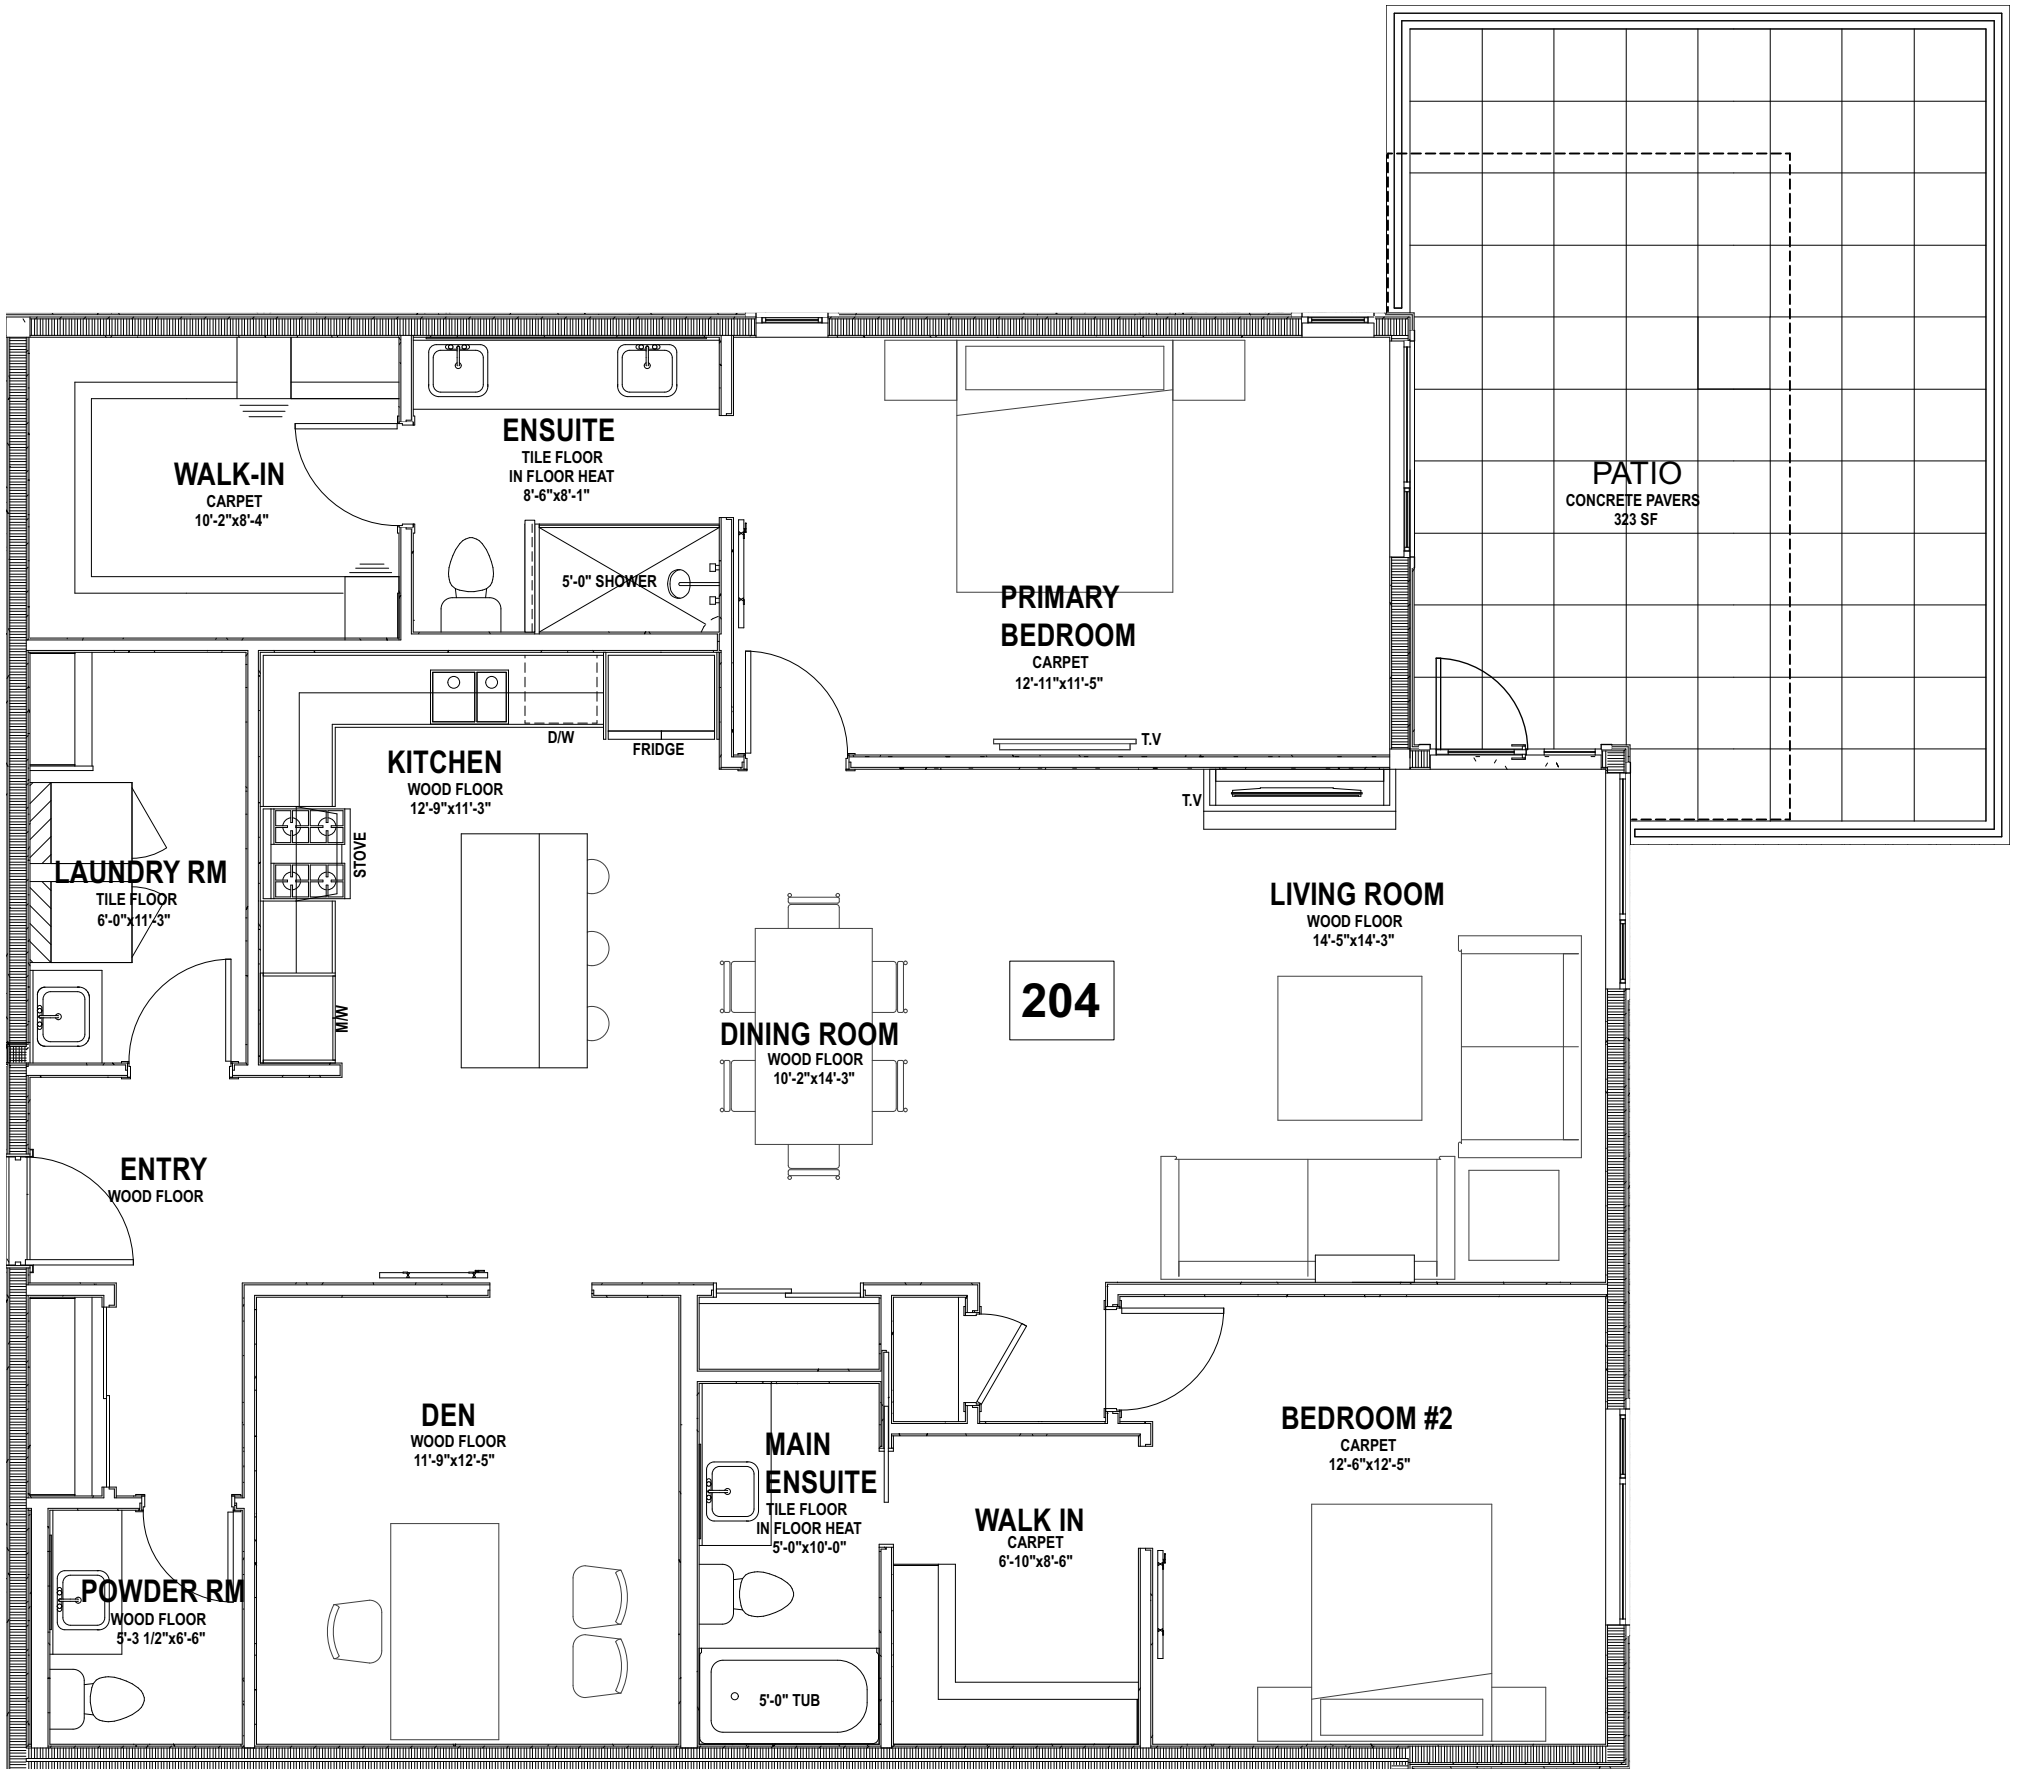 ENSUITE
TILE FLOOR
IN FLOOR HEAT
8'-6"x8'-1"
WALK-IN
CARPET
10'-2"x8'-4"
PATIO
CONCRETE PAVERS
323 SF
5'-0" SHOWER
PRIMARY
BEDROOM
CARPET
12'-11"x11'-5"
T.V
D/W
FRIDGE
KITCHEN
WOOD FLOOR
12'-9"x11'-3"
STOVE
M/W
T.V
LAUNDRY RM
TILE FLOOR
6'-0"x11'-3"
LIVING ROOM
WOOD FLOOR
14'-5"x14'-3"
204
DINING ROOM
WOOD FLOOR
10'-2"x14'-3"
ENTRY
WOOD FLOOR
DEN
WOOD FLOOR
11'-9"x12'-5"
MAIN
ENSUITE
TILE FLOOR
IN FLOOR HEAT
5'-0"x10'-0"
BEDROOM #2
CARPET
12'-6"x12'-5"
WALK IN
CARPET
6'-10"x8'-6"
POWDER RM
WOOD FLOOR
5'-3 1/2"x6'-6"
5'-0" TUB